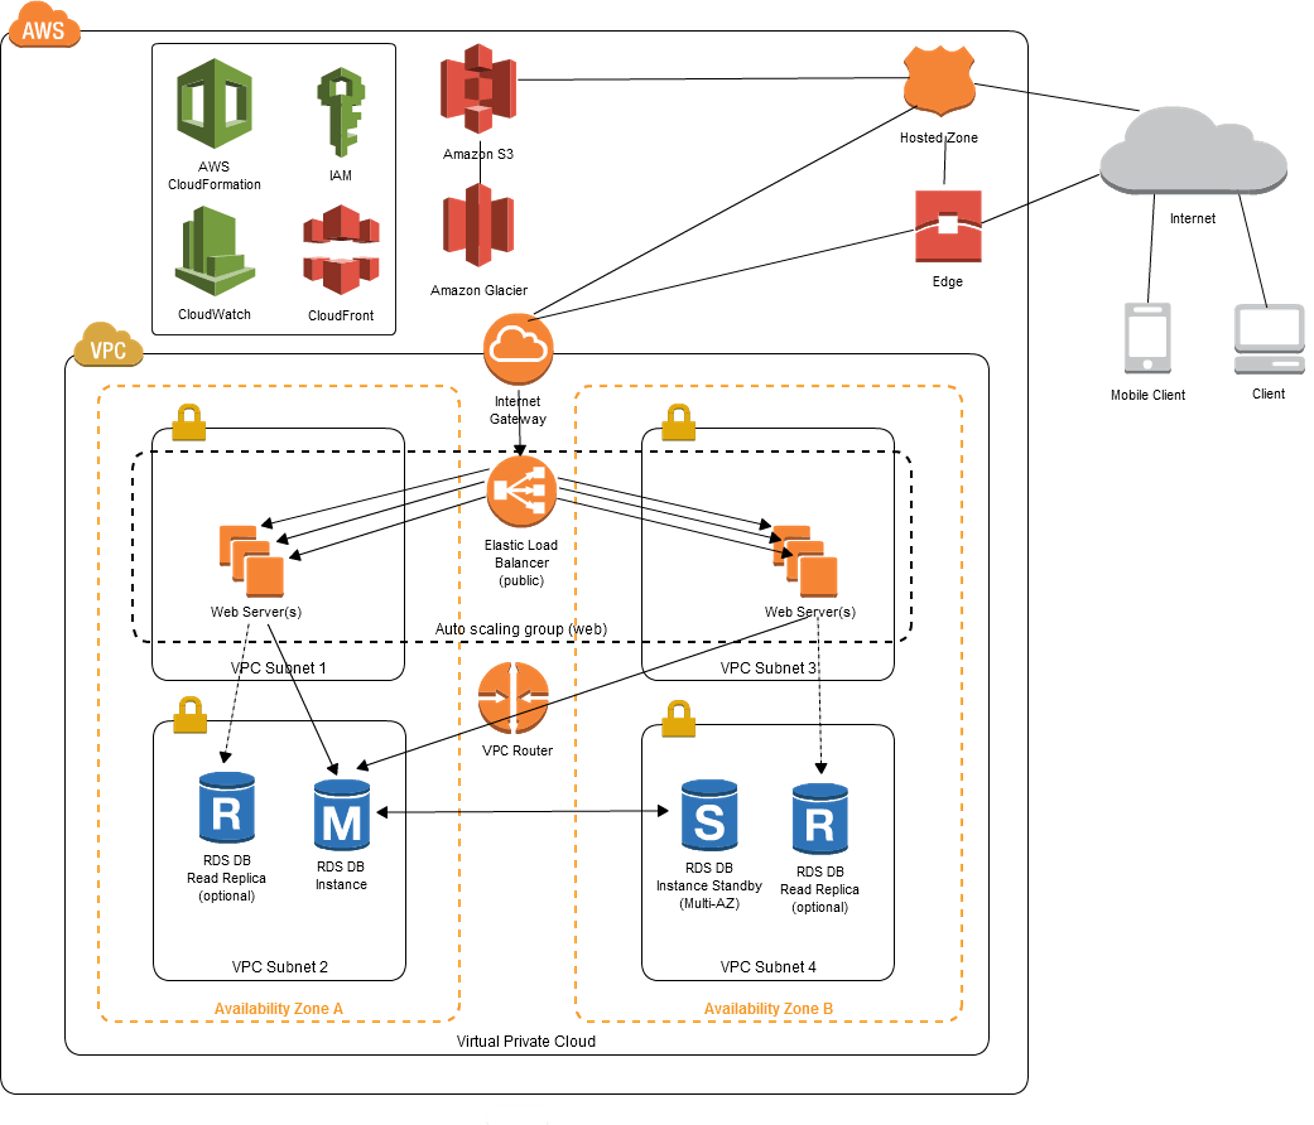 AWS
AWS
CloudFormation
IAM
CloudWatch
CloudFront
Amazon S3
Amazon Glacier
Hosted Zone
Edge
Internet
Mobile Client
Client
VPC
Internet
Gateway
Elastic Load
Balancer
(public)
Web Server(s)
Web Server(s)
Auto scaling group (web)
VPC Subnet 1
VPC Subnet 3
VPC Router
R
RDS DB
Read Replica
(optional)
M
RDS DB
Instance
S
RDS DB
Instance Standby
(Multi-AZ)
R
RDS DB
Read Replica
(optional)
VPC Subnet 2
VPC Subnet 4
Availability Zone A
Availability Zone B
Virtual Private Cloud